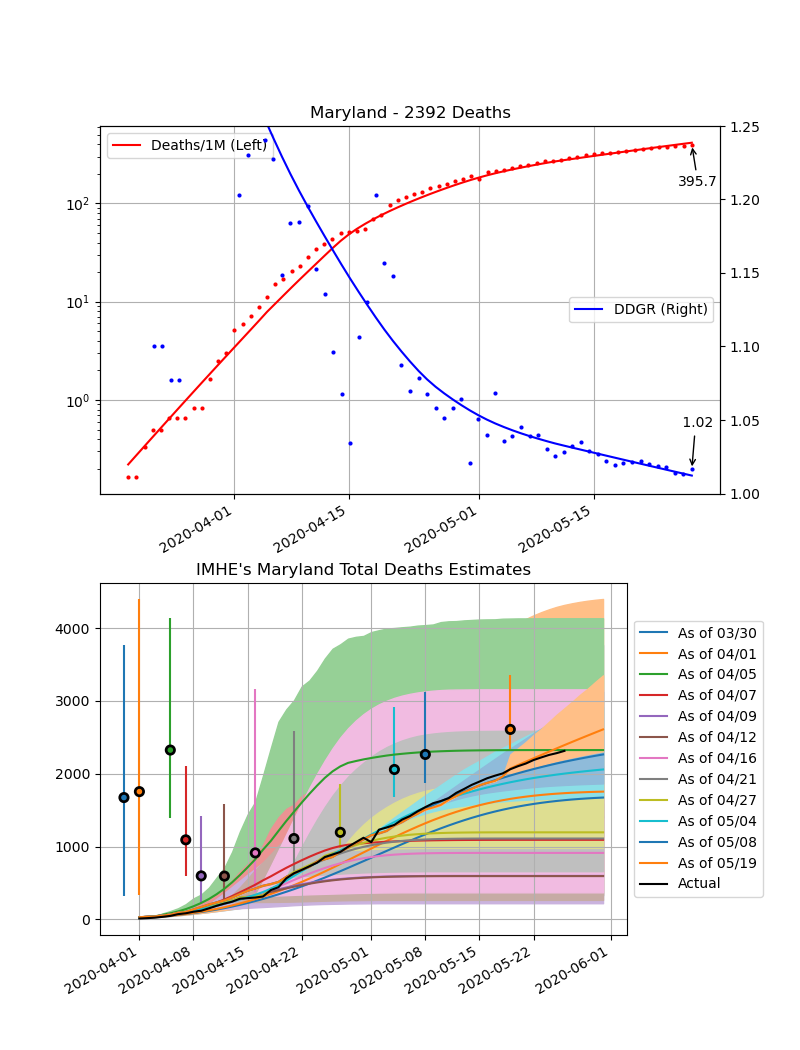 Maryland - 2392 Deaths
Deaths/1M (Left)
DDGR (Right)
395.7
1.02
10²
10¹
10⁰
1.25
1.20
1.15
1.10
1.05
1.00
2020-04-01
2020-04-15
2020-05-01
2020-05-15
IMHE's Maryland Total Deaths Estimates
4000
3000
2000
1000
0
2020-04-01
2020-04-08
2020-04-15
2020-04-22
2020-05-01
2020-05-08
2020-05-15
2020-05-22
2020-06-01
As of 03/30
As of 04/01
As of 04/05
As of 04/07
As of 04/09
As of 04/12
As of 04/16
As of 04/21
As of 04/27
As of 05/04
As of 05/08
As of 05/19
Actual